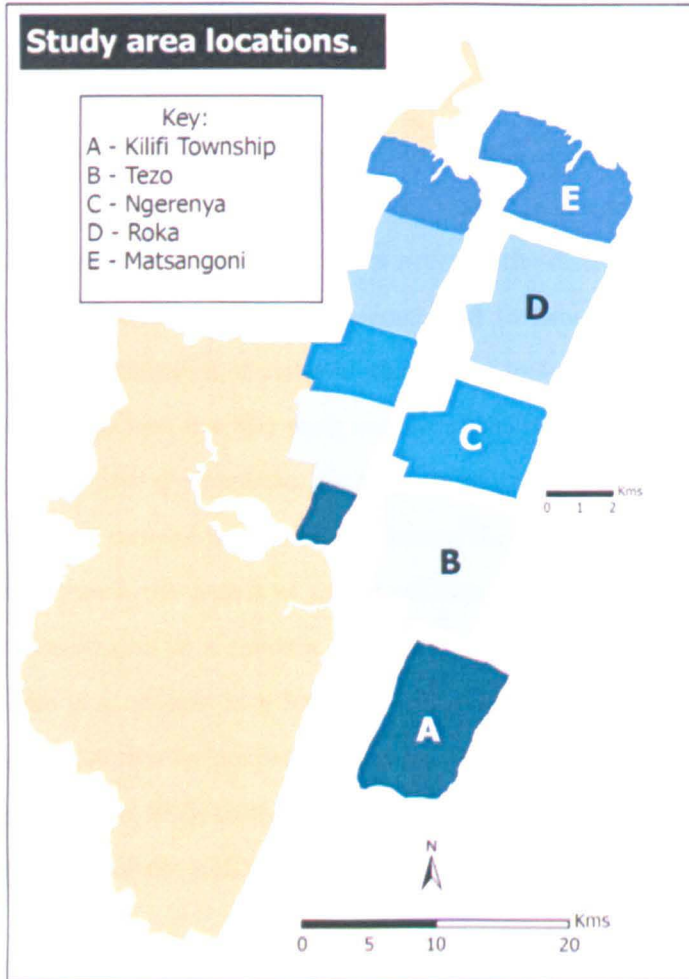 Study area locations.
Key:
A - Kilifi Township
B - Tezo
C - Ngerenya
D - Roka
E - Matsangoni
E
D
C
Kms
0 1 2
B
A
N
Kms
0 5 10 20